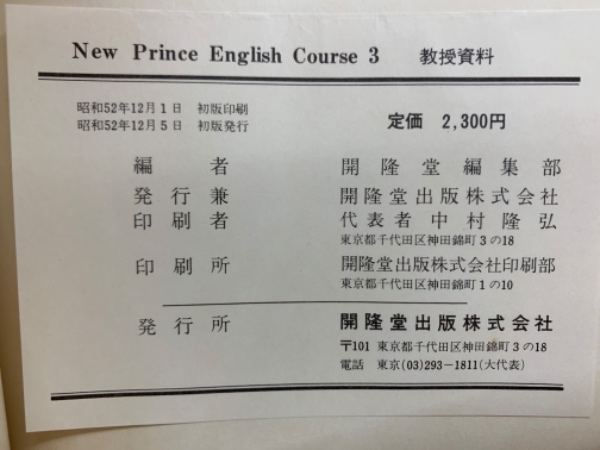 New Prince English Course 3　教授資料
昭和52年12月1日　初版印刷
昭和52年12月5日　初版発行
定価　2,300円
編者　開隆堂編集部
発行兼　開隆堂出版株式会社
印刷者　代表者中村隆弘
東京都千代田区神田錦町3の18
印刷所　開隆堂出版株式会社印刷部
東京都千代田区神田錦町1の10
発行所　開隆堂出版株式会社
〒101 東京都千代田区神田錦町3の18
電話　東京(03)293−1811(大代表)